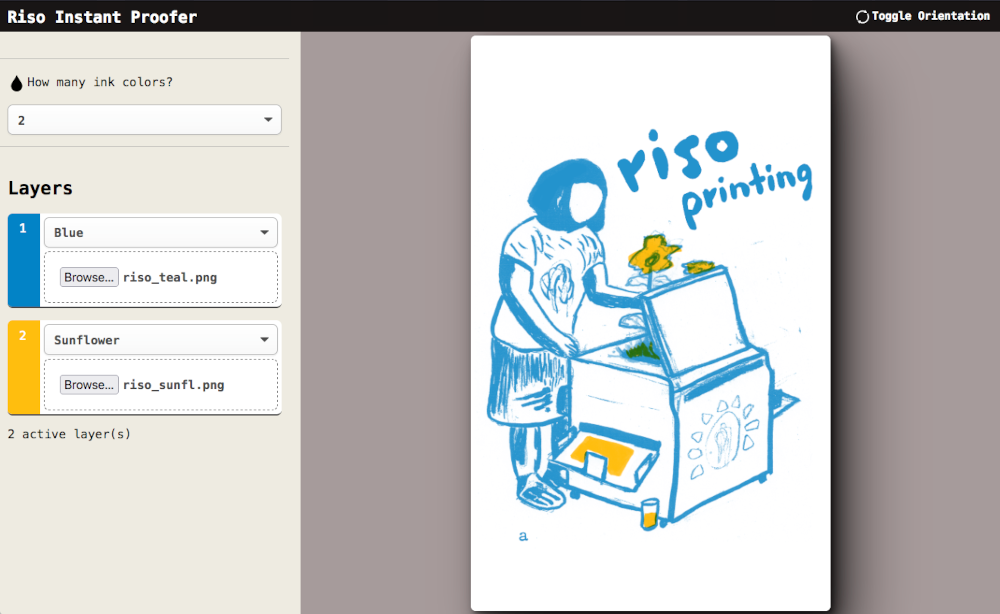 Riso Instant Proofer
Toggle Orientation
How many ink colors?
2
Layers
1
Blue
Browse... riso_teal.png
2
Sunflower
Browse... riso_sunfl.png
2 active layer(s)
riso
printing
a